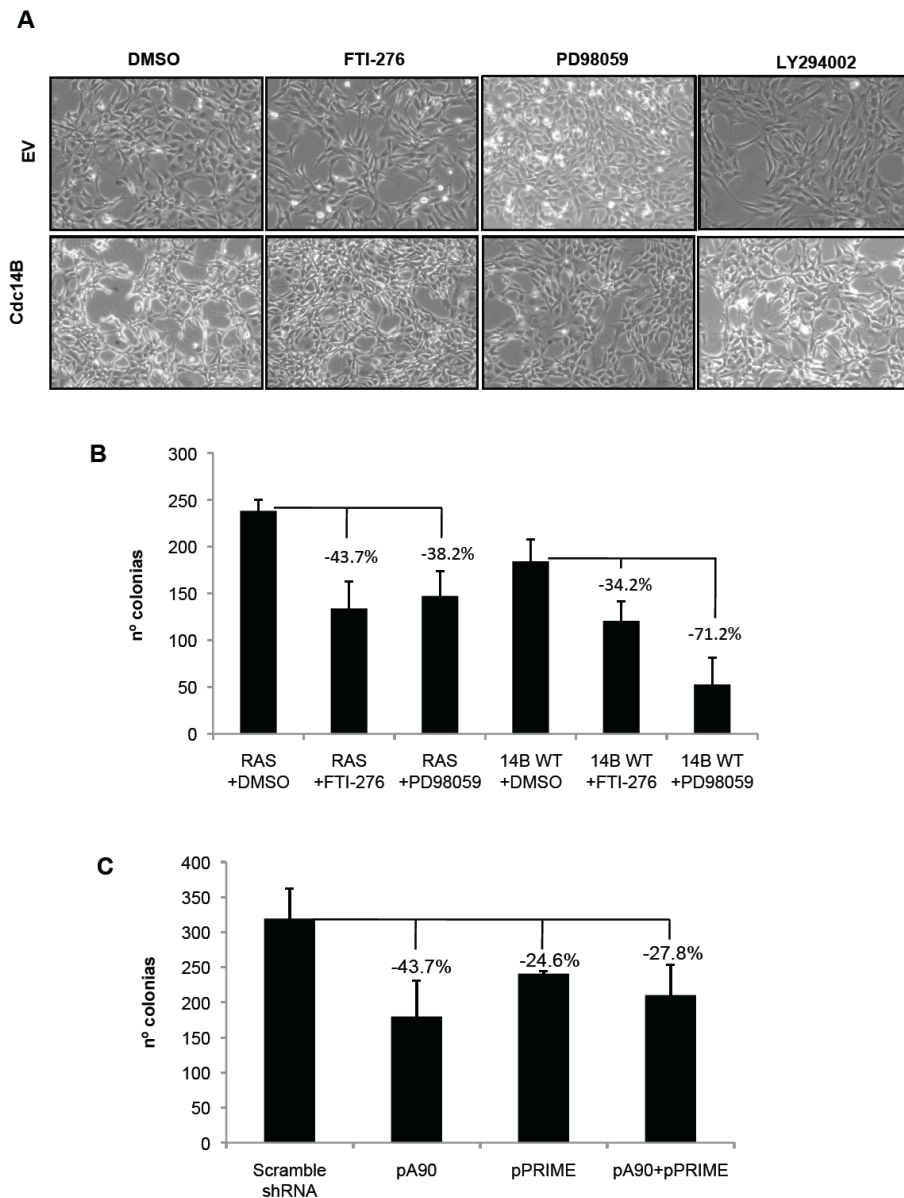 A
DMSO
FTI-276
PD98059
LY294002
EV
Cdc14B
B
nº colonias
300
250
200
150
100
50
0
-43.7%
-38.2%
-34.2%
-71.2%
RAS +DMSO
RAS +FTI-276
RAS +PD98059
14B WT +DMSO
14B WT +FTI-276
14B WT +PD98059
C
nº colonias
400
350
300
250
200
150
100
50
0
-43.7%
-24.6%
-27.8%
Scramble shRNA
pA90
pPRIME
pA90+pPRIME